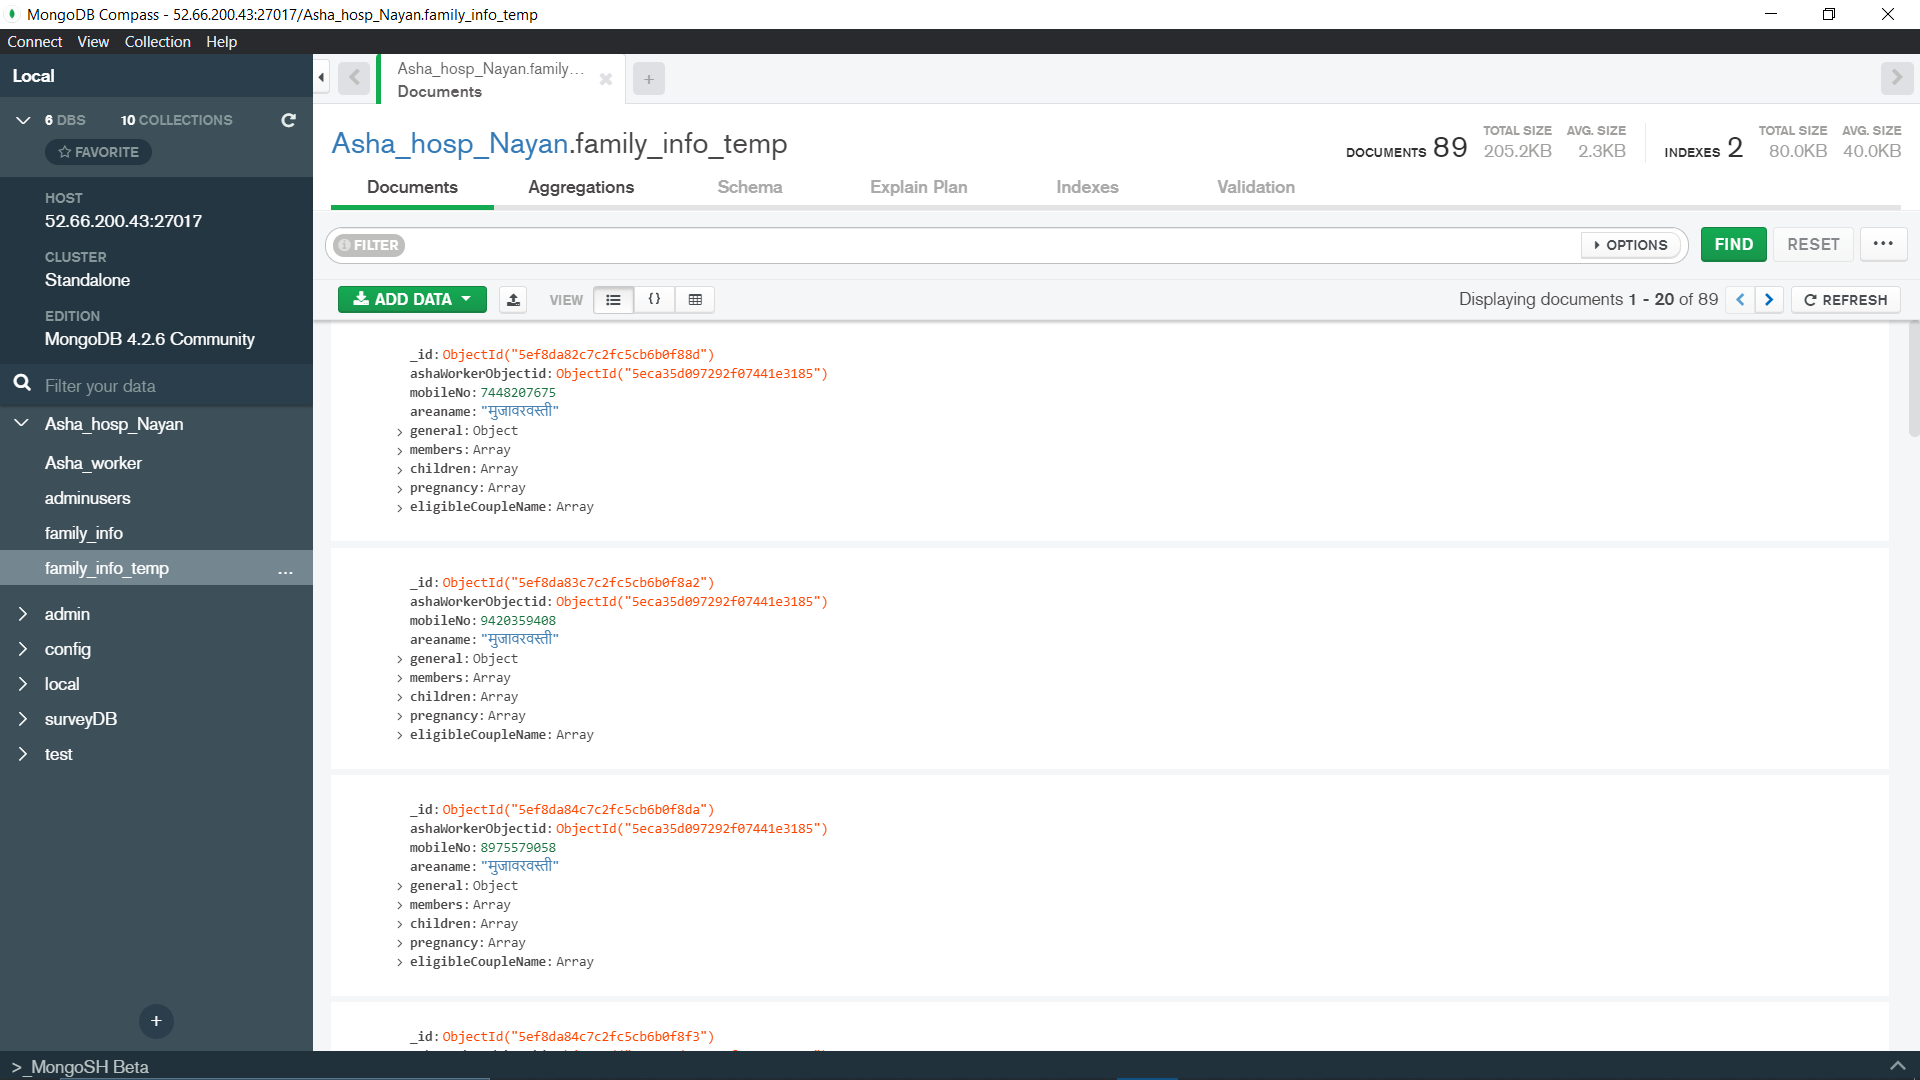 MongoDB Compass - 52.66.200.43:27017/Asha_hosp_Nayan.family_info_temp
Connect View Collection Help
Local
6 DBS 10 COLLECTIONS
FAVORITE
HOST
52.66.200.43:27017
CLUSTER
Standalone
EDITION
MongoDB 4.2.6 Community
Filter your data
Asha_hosp_Nayan
Asha_worker
adminusers
family_info
family_info_temp ...
admin
config
local
surveyDB
test
+
>_MongoSH Beta
Asha_hosp_Nayan.family...
Documents
+
Asha_hosp_Nayan.family_info_temp
DOCUMENTS 89 TOTAL SIZE 205.2KB AVG. SIZE 2.3KB
INDEXES 2 TOTAL SIZE 80.0KB AVG. SIZE 40.0KB
Documents Aggregations Schema Explain Plan Indexes Validation
FILTER OPTIONS FIND RESET ...
ADD DATA VIEW {} Displaying documents 1 - 20 of 89 < > REFRESH
_id: ObjectId("5ef8da82c7c2fc5cb6b0f88d")
ashaWorkerObjectid: ObjectId("5eca35d097292f07441e3185")
mobileNo: 7448207675
areaname: "मुजावरवस्ती"
> general: Object
> members: Array
> children: Array
> pregnancy: Array
> eligibleCoupleName: Array
_id: ObjectId("5ef8da83c7c2fc5cb6b0f8a2")
ashaWorkerObjectid: ObjectId("5eca35d097292f07441e3185")
mobileNo: 9420359408
areaname: "मुजावरवस्ती"
> general: Object
> members: Array
> children: Array
> pregnancy: Array
> eligibleCoupleName: Array
_id: ObjectId("5ef8da84c7c2fc5cb6b0f8da")
ashaWorkerObjectid: ObjectId("5eca35d097292f07441e3185")
mobileNo: 8975579058
areaname: "मुजावरवस्ती"
> general: Object
> members: Array
> children: Array
> pregnancy: Array
> eligibleCoupleName: Array
_id: ObjectId("5ef8da84c7c2fc5cb6b0f8f3")